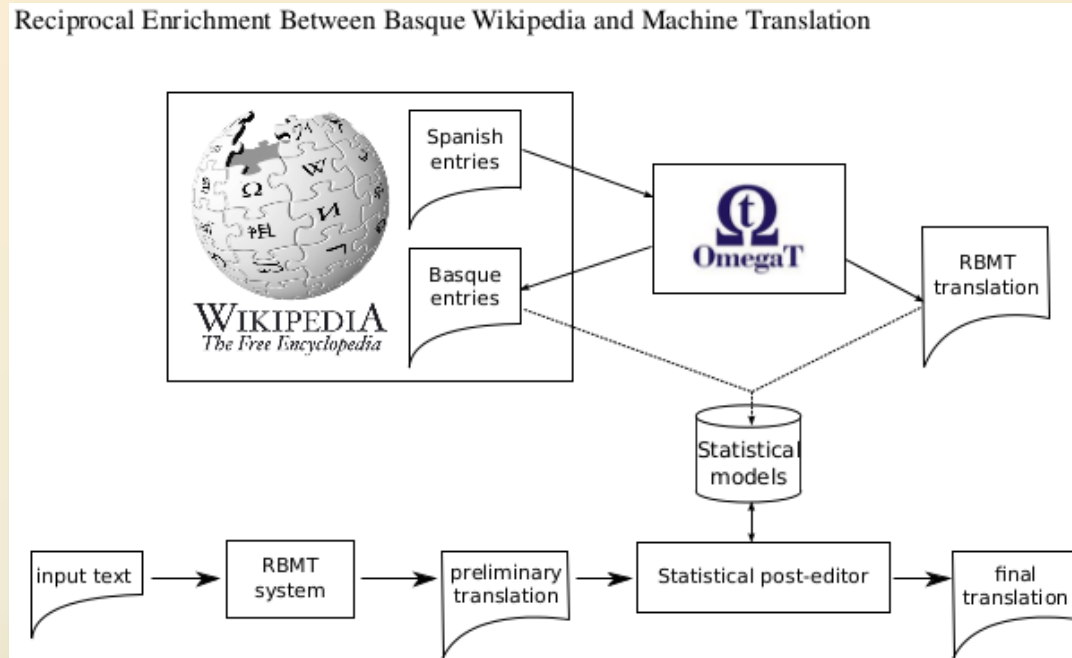 Reciprocal Enrichment Between Basque Wikipedia and Machine Translation
Spanish
entries
Ω
W
И
WIKIPEDIA
The Free Encyclopedia
Basque
entries
Ωt
OmegaT
RBMT
translation
Statistical
models
input text
RBMT
system
preliminary
translation
Statistical post-editor
final
translation